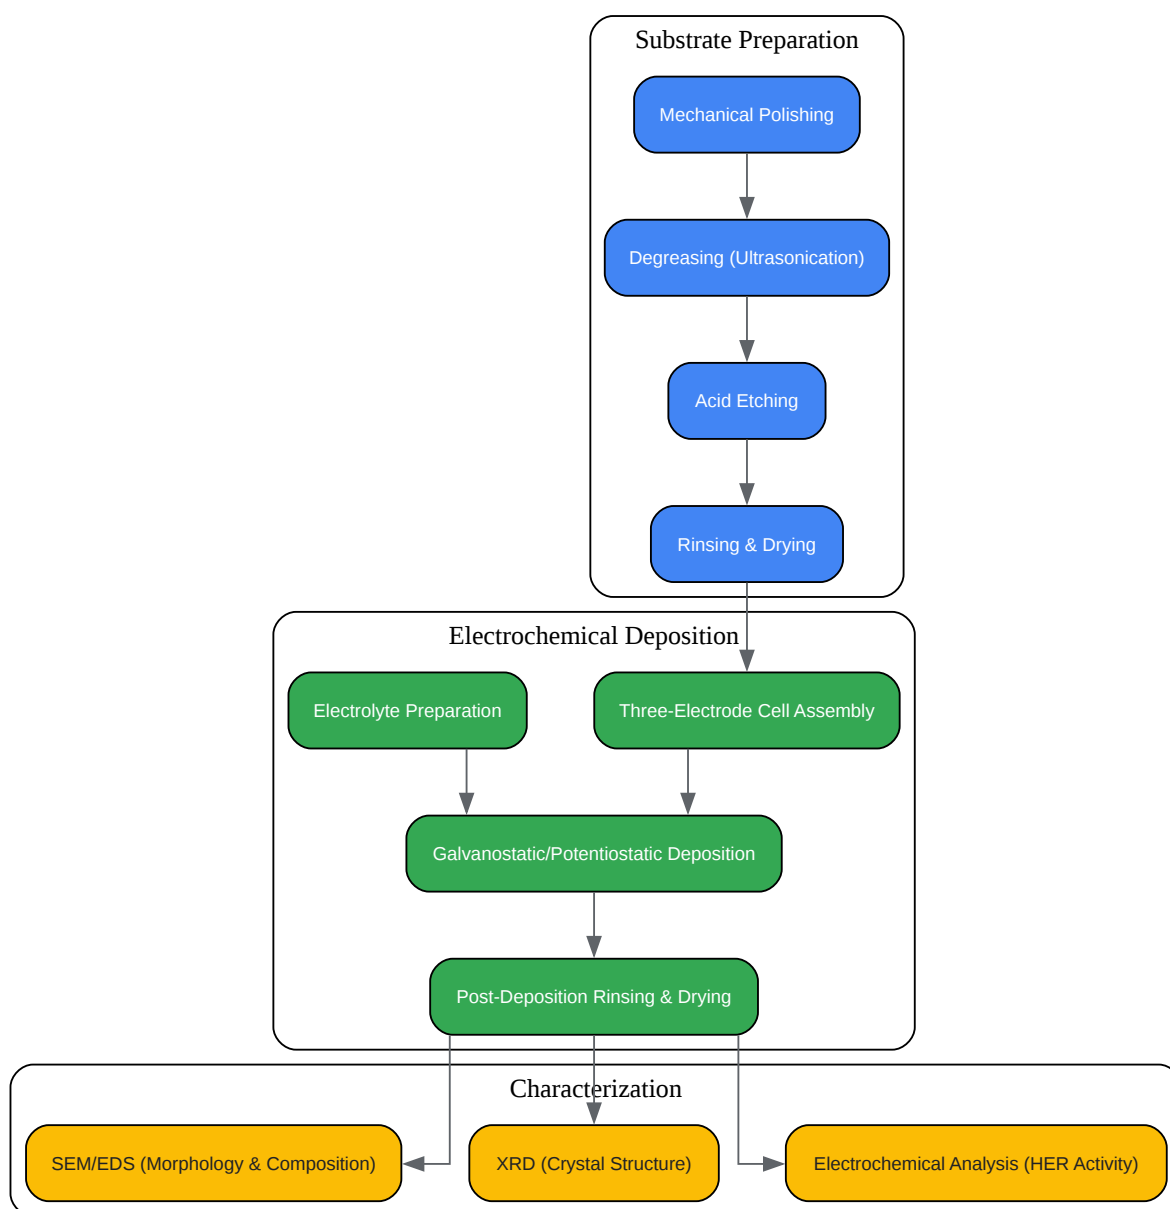 Substrate Preparation
Mechanical Polishing
Degreasing (Ultrasonication)
Acid Etching
Rinsing & Drying
Electrochemical Deposition
Electrolyte Preparation
Three-Electrode Cell Assembly
Galvanostatic/Potentiostatic Deposition
Post-Deposition Rinsing & Drying
Characterization
SEM/EDS (Morphology & Composition)
XRD (Crystal Structure)
Electrochemical Analysis (HER Activity)